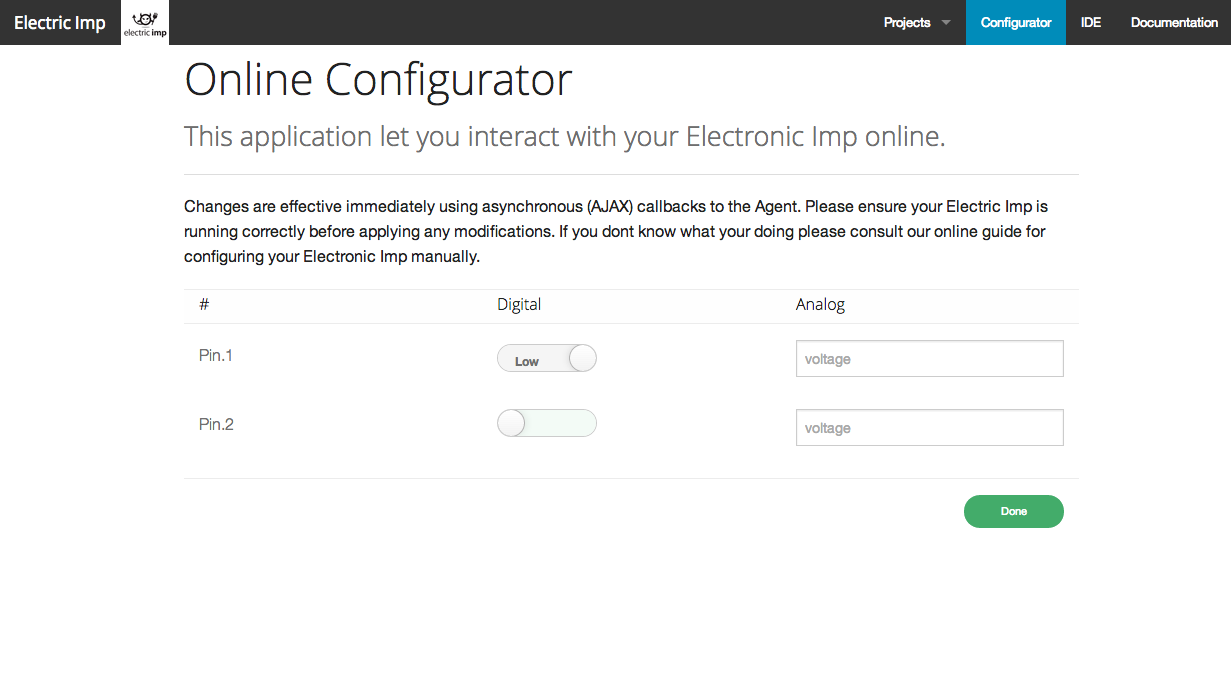 Electric Imp electric imp Projects Configurator IDE Documentation
Online Configurator
This application let you interact with your Electronic Imp online.
Changes are effective immediately using asynchronous (AJAX) callbacks to the Agent. Please ensure your Electric Imp is
running correctly before applying any modifications. If you dont know what your doing please consult our online guide for
configuring your Electronic Imp manually.
# Digital Analog
Pin.1 Low voltage
Pin.2 voltage
Done